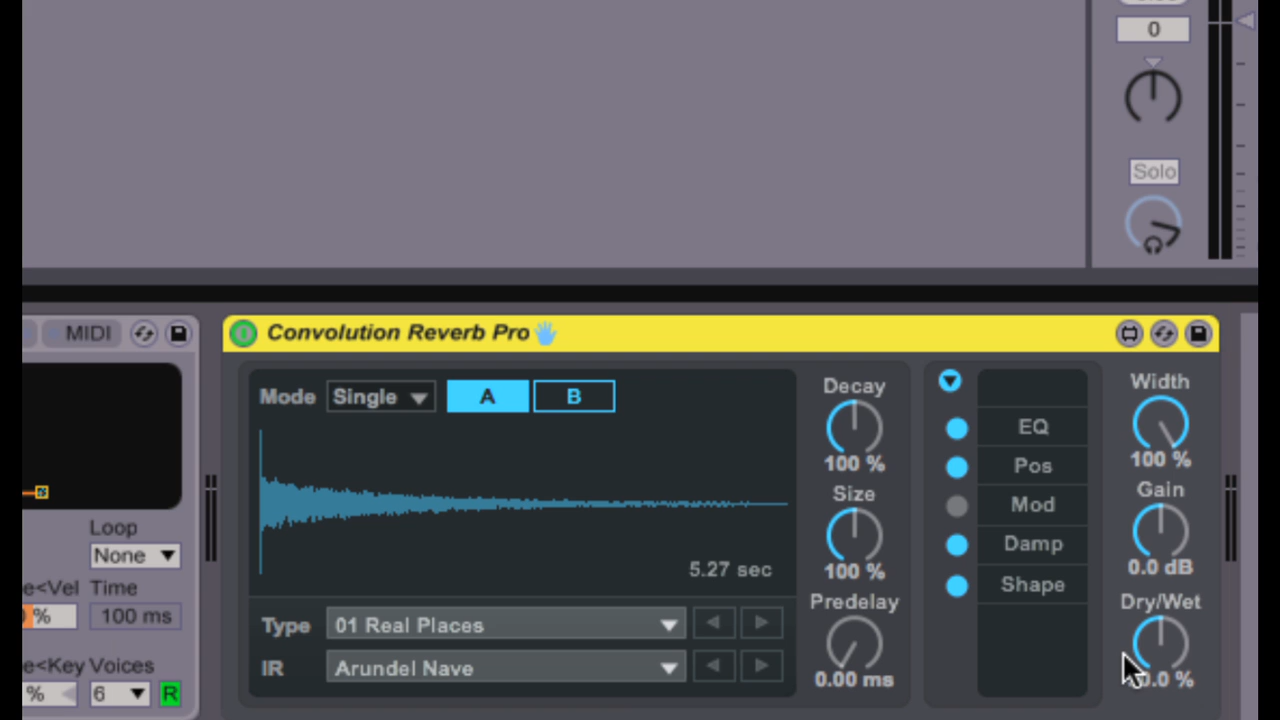 0
Solo
MIDI
Convolution Reverb Pro
Mode Single A B
5.27 sec
Type 01 Real Places
IR Arundel Nave
Decay
100 %
Size
100 %
Predelay
0.00 ms
EQ
Pos
Mod
Damp
Shape
Width
100 %
Gain
0.0 dB
Dry/Wet
Loop
None
e<Vel Time
% 100 ms
e<Key Voices
% 6 R